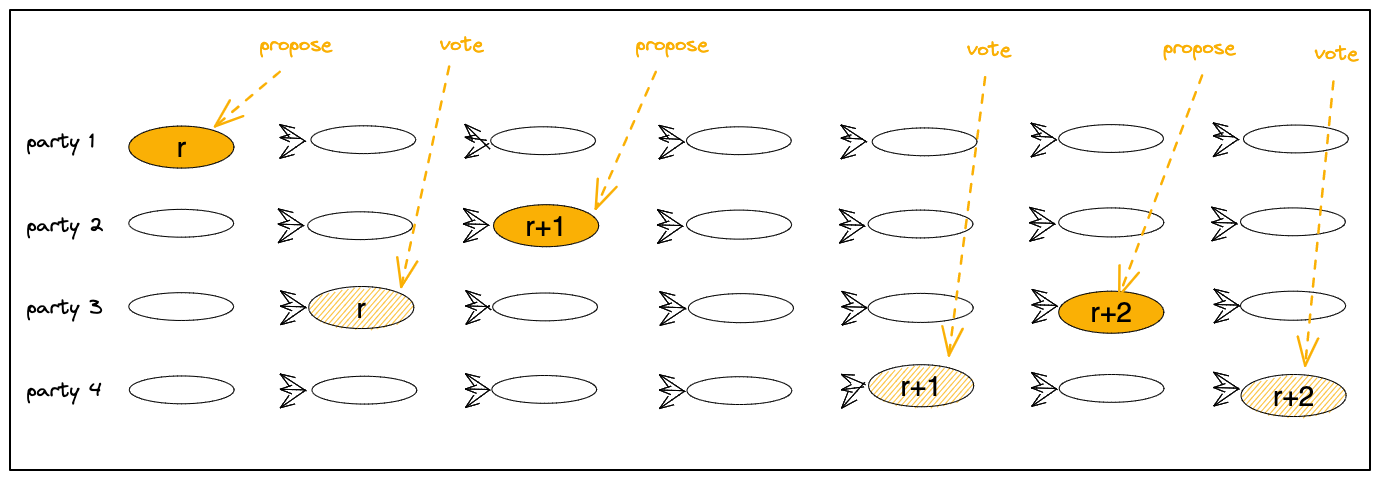 propose vote propose vote propose vote
party 1 r
party 2 r+1
party 3 r r+2
party 4 r+1 r+2